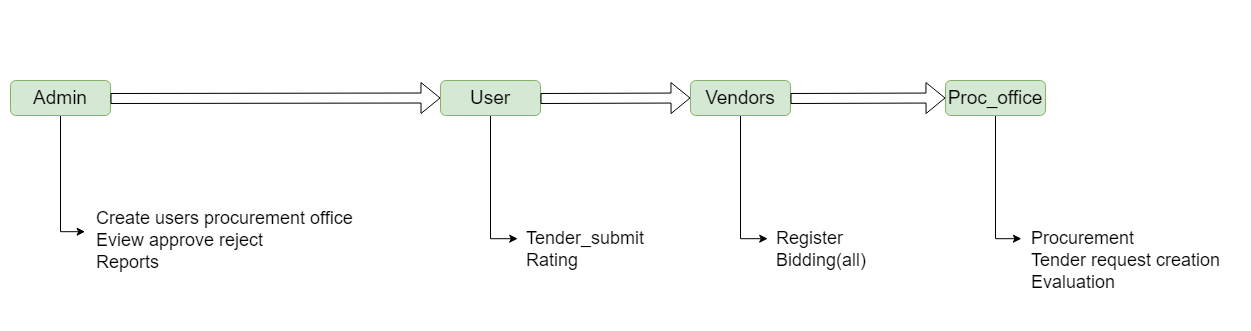 Admin
User
Vendors
Proc_office
Create users procurement office
Eview approve reject
Reports
Tender_submit
Rating
Register
Bidding(all)
Procurement
Tender request creation
Evaluation